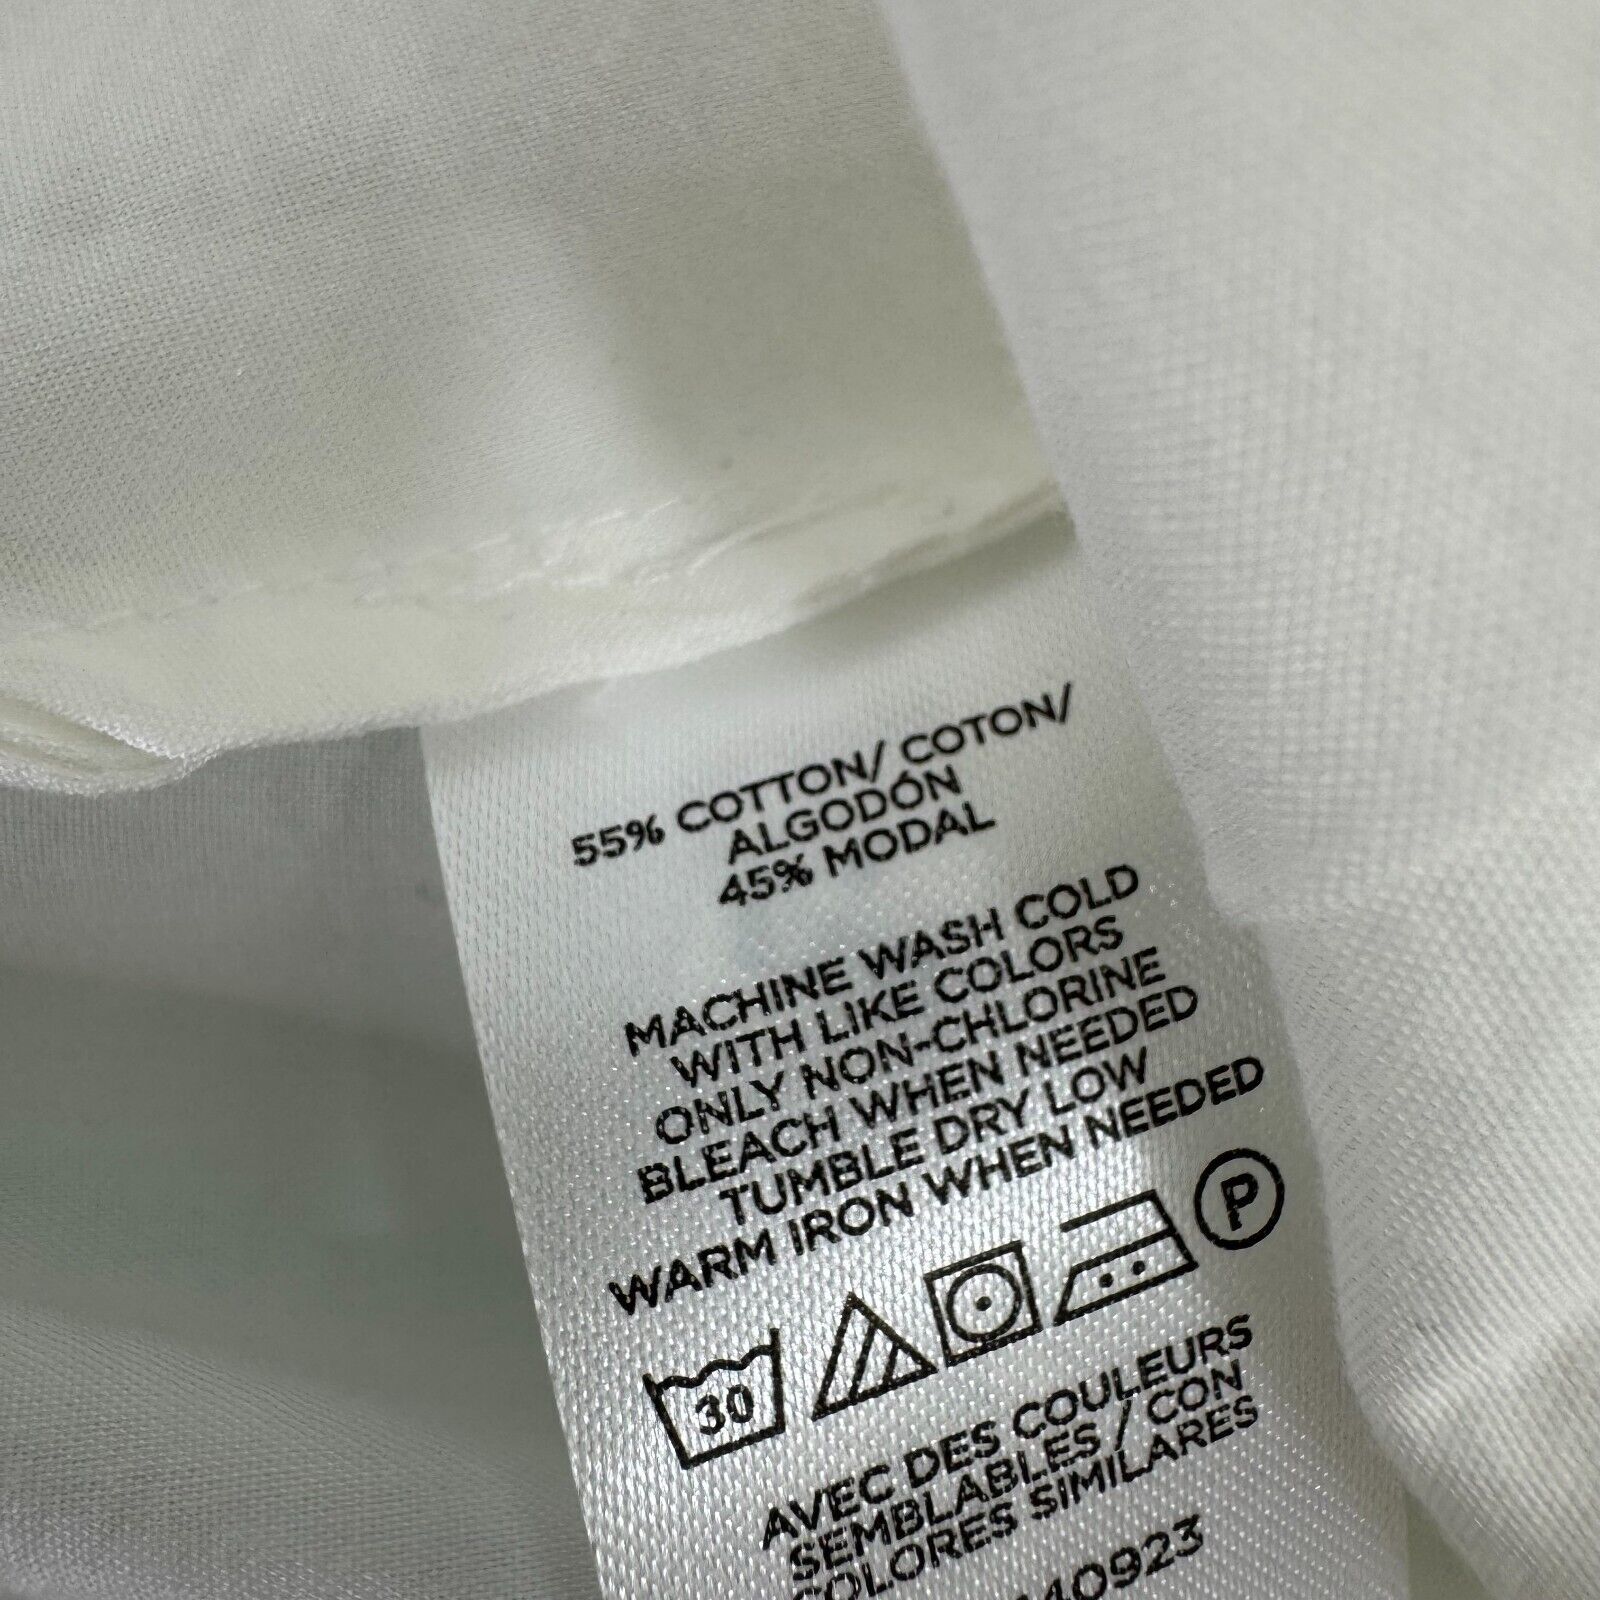 55% COTTON/ COTON/
ALGODÓN
45% MODAL
MACHINE WASH COLD
WITH LIKE COLORS
ONLY NON-CHLORINE
BLEACH WHEN NEEDED
TUMBLE DRY LOW
WARM IRON WHEN NEEDED
30 P
AVEC DES COULEURS
SEMBLABLES / CON
COLORES SIMILARES
40923